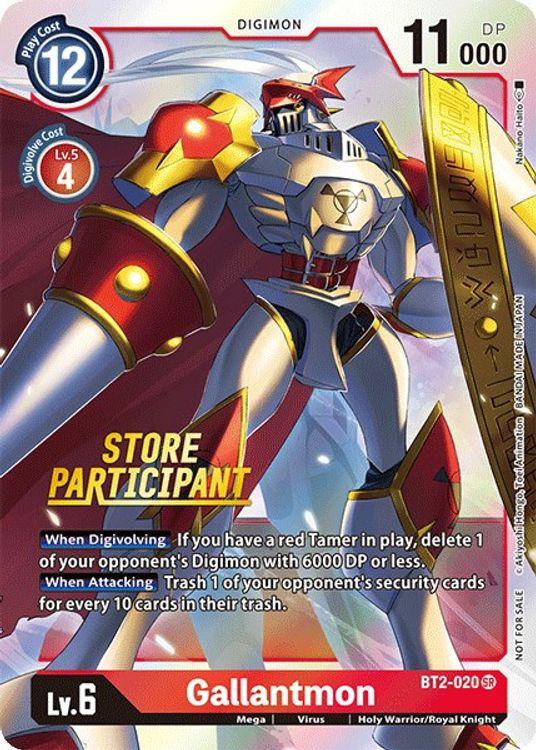 Play Cost
12
DIGIMON
11000 DP
Digivolve Cost
Lv.5
4
Nakano Haito
©Akiyoshi Hongo, Toei Animation BANDAI MADE IN JAPAN
NOT FOR SALE
STORE
PARTICIPANT
When Digivolving If you have a red Tamer in play, delete 1
of your opponent's Digimon with 6000 DP or less.
When Attacking Trash 1 of your opponent's security cards
for every 10 cards in their trash.
BT2-020 SR
Lv.6
Gallantmon
Mega | Virus | Holy Warrior/Royal Knight